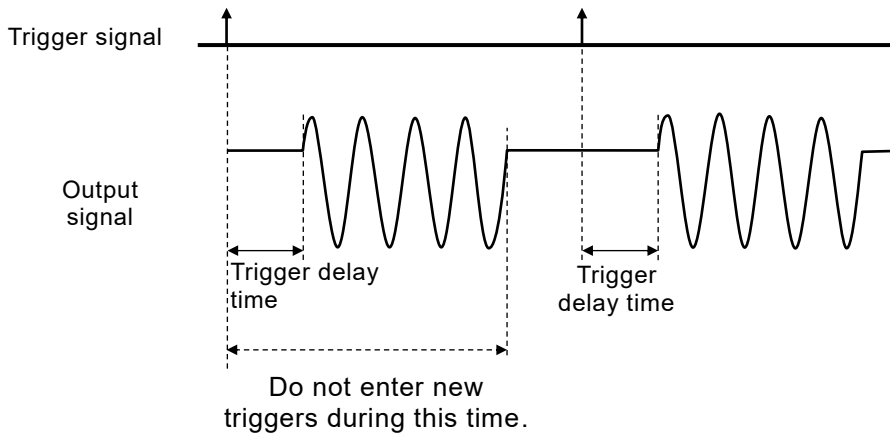 Trigger signal
Output
signal
Trigger delay
time
Trigger
delay time
Do not enter new
triggers during this time.